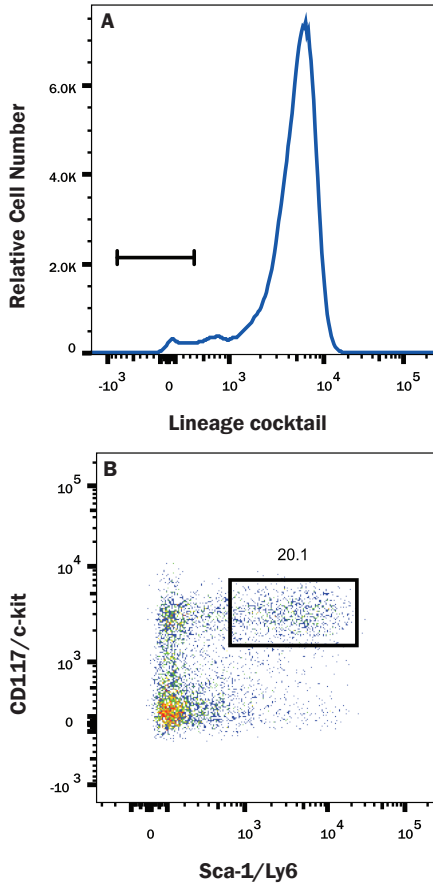 A
Relative Cell Number
6.0K
4.0K
2.0K
0
-10³ 0 10³ 10⁴ 10⁵
Lineage cocktail
B
CD117/c-kit
10⁵
10⁴
10³
0
-10³
20.1
0 10³ 10⁴ 10⁵
Sca-1/Ly6